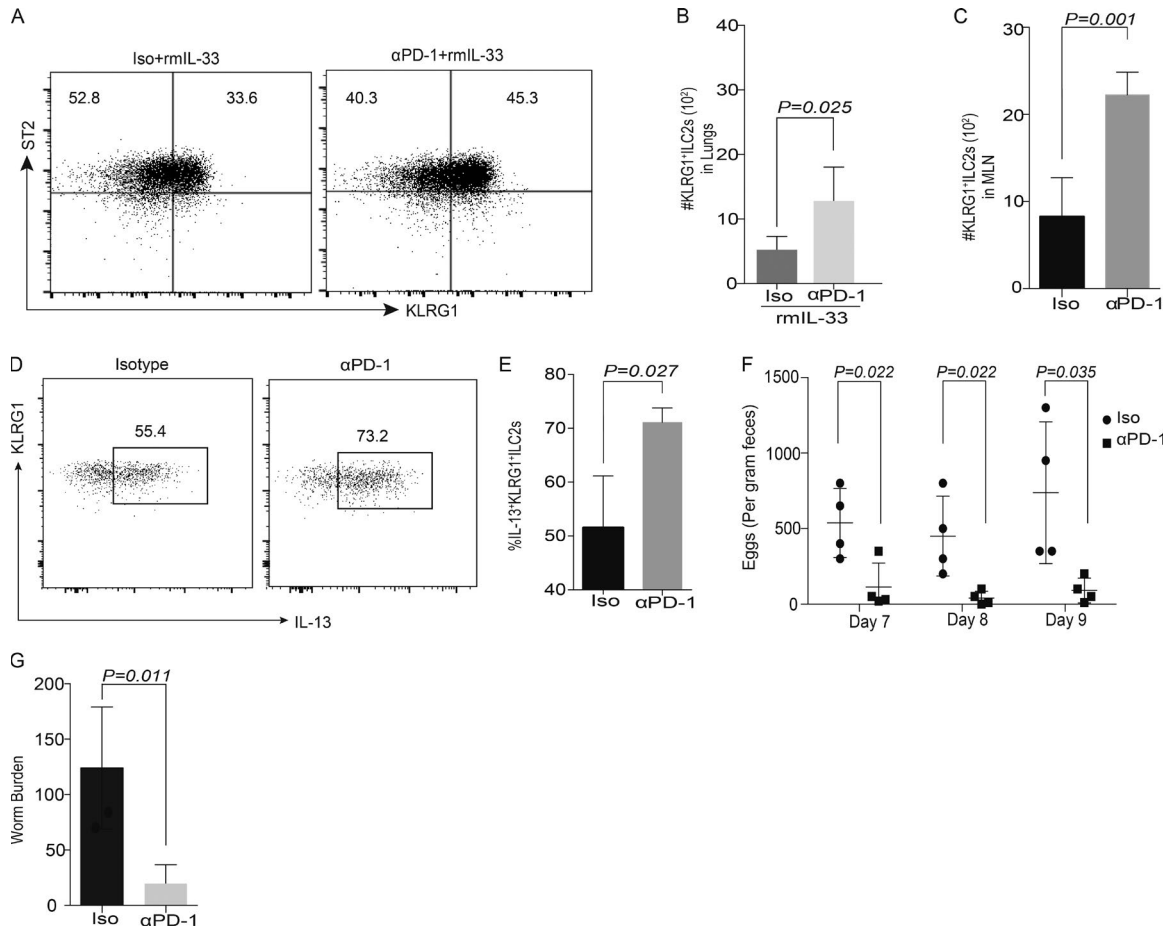 A
Iso+rmIL-33
αPD-1+rmIL-33
52.8
33.6
40.3
45.3
ST2
KLRG1
B
#KLRG1⁺ILC2s (10²)
in Lungs
40
30
20
10
0
P=0.025
Iso
αPD-1
rmIL-33
C
#KLRG1⁺ILC2s (10²)
in MLN
30
20
10
0
P=0.001
Iso
αPD-1
D
Isotype
αPD-1
55.4
73.2
KLRG1
IL-13
E
%IL-13⁺KLRG1⁺ILC2s
80
70
60
50
40
P=0.027
Iso
αPD-1
F
Eggs (Per gram feces)
1500
1000
500
0
P=0.022
P=0.022
P=0.035
Iso
αPD-1
Day 7
Day 8
Day 9
G
Worm Burden
200
150
100
50
0
P=0.011
Iso
αPD-1